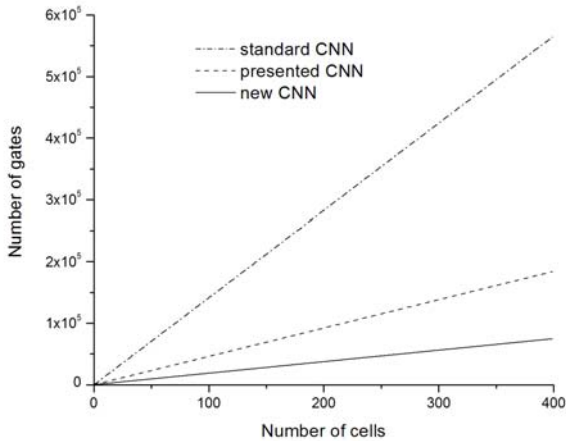 6x10⁵
5x10⁵
4x10⁵
3x10⁵
2x10⁵
1x10⁵
0
Number of gates
standard CNN
presented CNN
new CNN
0 100 200 300 400
Number of cells